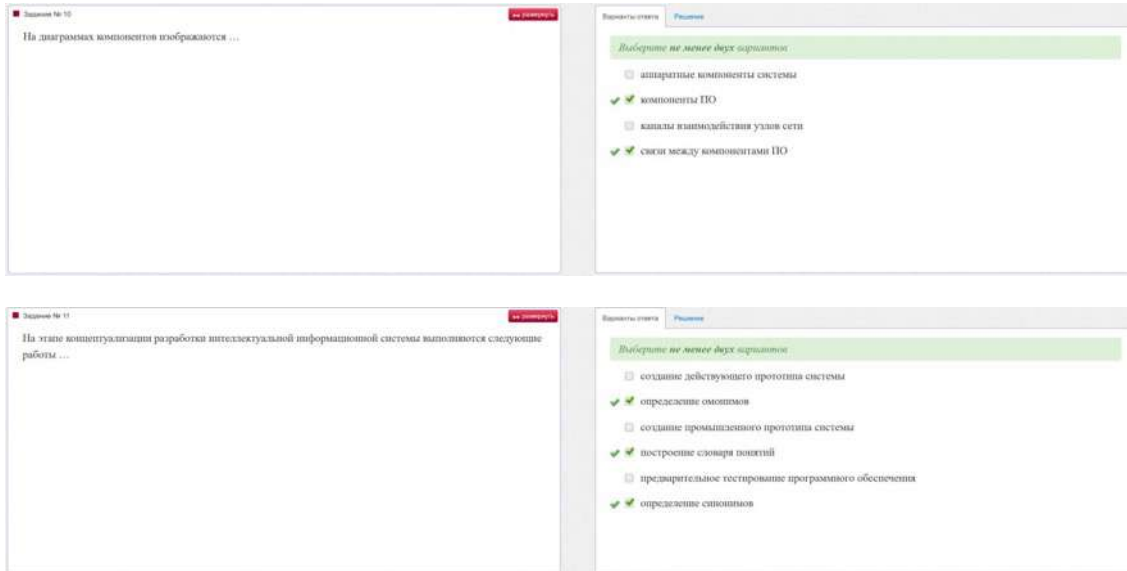 Задание № 10
развернуть
На диаграммах компонентов изображаются …
Варианты ответа Решение
Выберите не менее двух вариантов
аппаратные компоненты системы
компоненты ПО
каналы взаимодействия узлов сети
связи между компонентами ПО
Задание № 11
развернуть
На этапе концептуализации разработки интеллектуальной информационной системы выполняются следующие
работы …
Варианты ответа Решение
Выберите не менее двух вариантов
создание действующего прототипа системы
определение омонимов
создание промышленного прототипа системы
построение словаря понятий
предварительное тестирование программного обеспечения
определение синонимов